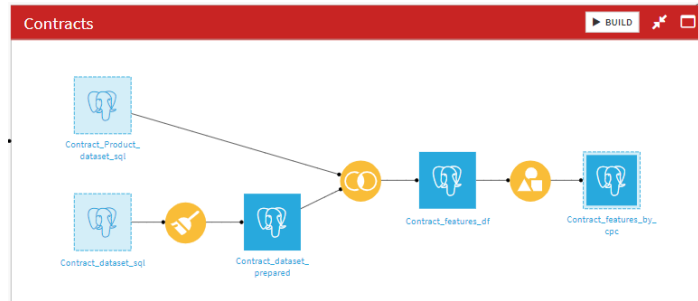 Contracts
BUILD
Contract_Product_
dataset_sql
Contract_dataset_sql
Contract_dataset_
prepared
Contract_features_df
Contract_features_by_
cpc